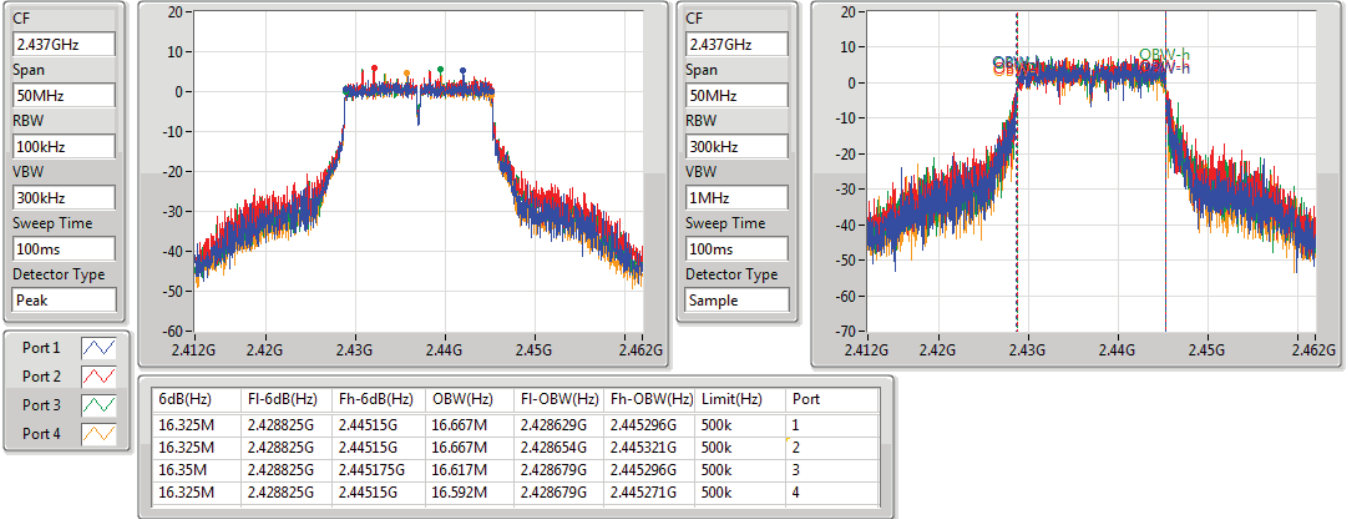 CF
2.437GHz
Span
50MHz
RBW
100kHz
VBW
300kHz
Sweep Time
100ms
Detector Type
Peak
20
10
0
-10
-20
-30
-40
-50
-60
2.412G 2.42G 2.43G 2.44G 2.45G 2.462G
CF
2.437GHz
Span
50MHz
RBW
300kHz
VBW
1MHz
Sweep Time
100ms
Detector Type
Sample
20
10
0
-10
-20
-30
-40
-50
-60
-70
OBW-h
OBW-h
2.412G 2.42G 2.43G 2.44G 2.45G 2.462G
Port 1
Port 2
Port 3
Port 4
6dB(Hz) Fl-6dB(Hz) Fh-6dB(Hz) OBW(Hz) Fl-OBW(Hz) Fh-OBW(Hz) Limit(Hz) Port
16.325M 2.428825G 2.44515G 16.667M 2.428629G 2.445296G 500k 1
16.325M 2.428825G 2.44515G 16.667M 2.428654G 2.445321G 500k 2
16.35M 2.428825G 2.445175G 16.617M 2.428679G 2.445296G 500k 3
16.325M 2.428825G 2.44515G 16.592M 2.428679G 2.445271G 500k 4